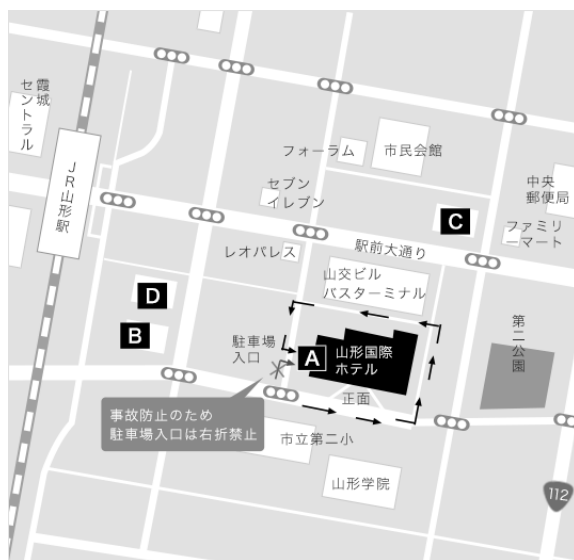 霞城
セントラル
JR山形駅
フォーラム
市民会館
セブン
イレブン
中央
郵便局
C
ファミリ
ーマート
駅前大通り
レオパレス
山交ビル
バスターミナル
D
B
駐車場
入口
A
山形国際
ホテル
第二公園
正面
事故防止のため
駐車場入口は右折禁止
市立第二小
山形学院
112